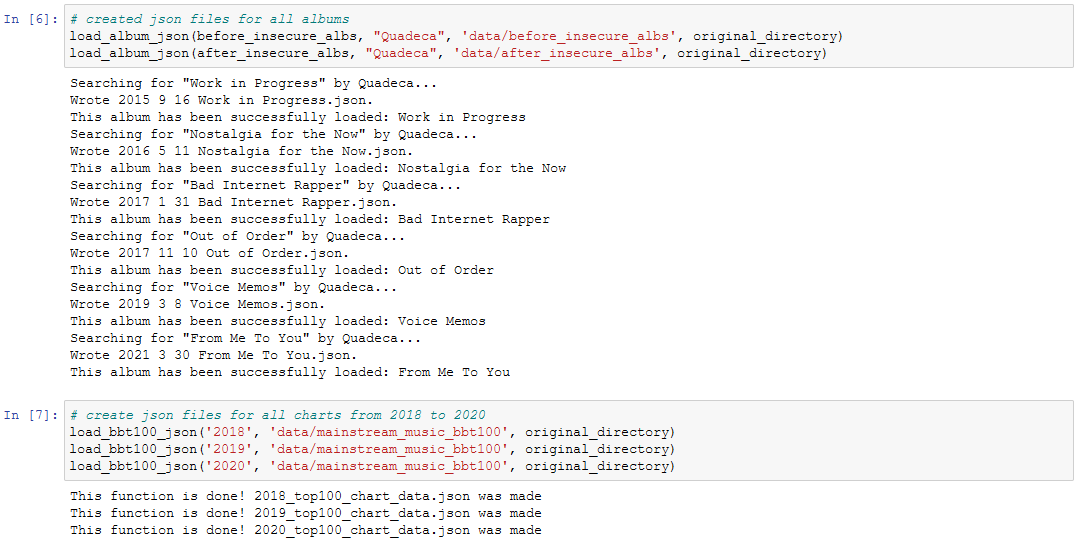 In [6]: # created json files for all albums
load_album_json(before_insecure_albs, "Quadeca", 'data/before_insecure_albs', original_directory)
load_album_json(after_insecure_albs, "Quadeca", 'data/after_insecure_albs', original_directory)
Searching for "Work in Progress" by Quadeca...
Wrote 2015 9 16 Work in Progress.json.
This album has been successfully loaded: Work in Progress
Searching for "Nostalgia for the Now" by Quadeca...
Wrote 2016 5 11 Nostalgia for the Now.json.
This album has been successfully loaded: Nostalgia for the Now
Searching for "Bad Internet Rapper" by Quadeca...
Wrote 2017 1 31 Bad Internet Rapper.json.
This album has been successfully loaded: Bad Internet Rapper
Searching for "Out of Order" by Quadeca...
Wrote 2017 11 10 Out of Order.json.
This album has been successfully loaded: Out of Order
Searching for "Voice Memos" by Quadeca...
Wrote 2019 3 8 Voice Memos.json.
This album has been successfully loaded: Voice Memos
Searching for "From Me To You" by Quadeca...
Wrote 2021 3 30 From Me To You.json.
This album has been successfully loaded: From Me To You
In [7]: # create json files for all charts from 2018 to 2020
load_bbt100_json('2018', 'data/mainstream_music_bbt100', original_directory)
load_bbt100_json('2019', 'data/mainstream_music_bbt100', original_directory)
load_bbt100_json('2020', 'data/mainstream_music_bbt100', original_directory)
This function is done! 2018_top100_chart_data.json was made
This function is done! 2019_top100_chart_data.json was made
This function is done! 2020_top100_chart_data.json was made